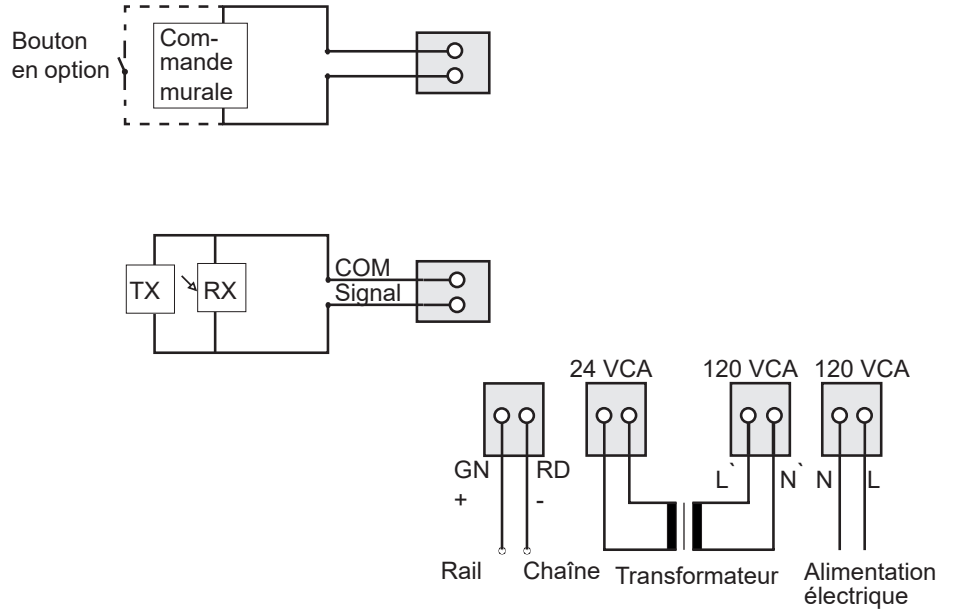 Bouton
en option
Com-
mande
murale
TX
RX
COM
Signal
24 VCA
120 VCA
120 VCA
GN
+
RD
-
L`
N`
N
L
Rail
Chaîne
Transformateur
Alimentation
électrique